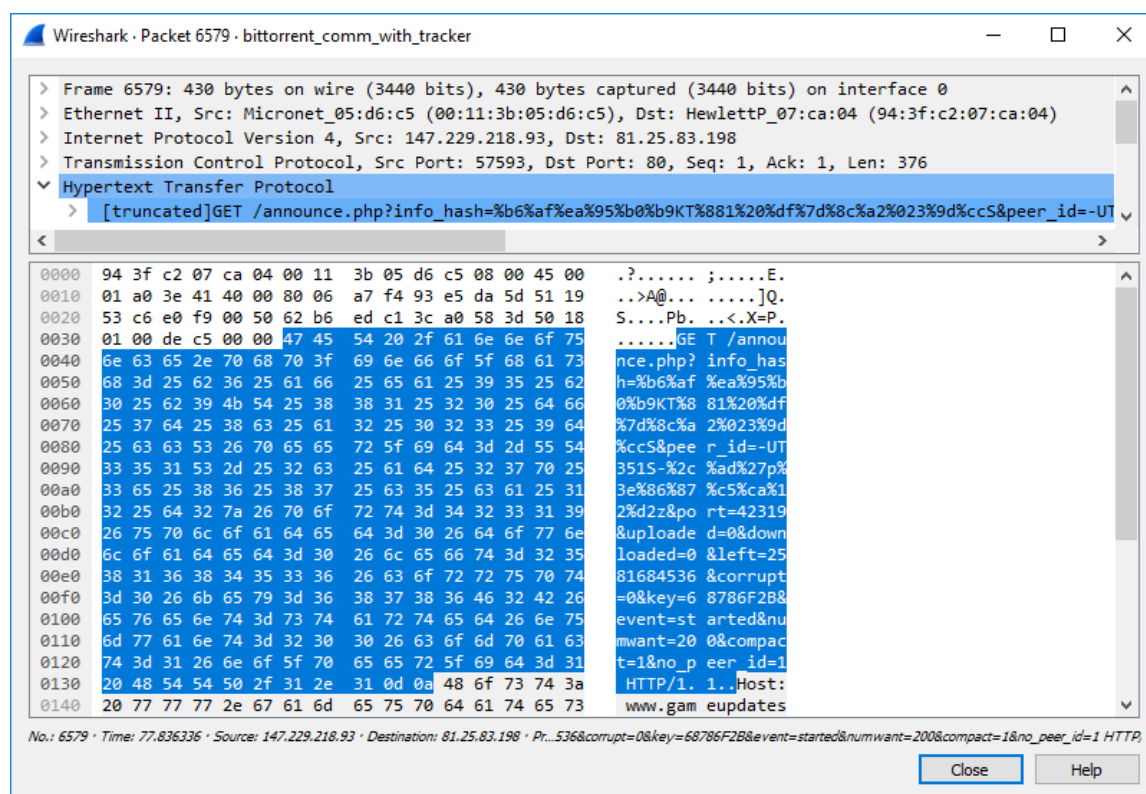 Wireshark · Packet 6579 · bittorrent_comm_with_tracker
Frame 6579: 430 bytes on wire (3440 bits), 430 bytes captured (3440 bits) on interface 0
Ethernet II, Src: Micronet_05:d6:c5 (00:11:3b:05:d6:c5), Dst: HewlettP_07:ca:04 (94:3f:c2:07:ca:04)
Internet Protocol Version 4, Src: 147.229.218.93, Dst: 81.25.83.198
Transmission Control Protocol, Src Port: 57593, Dst Port: 80, Seq: 1, Ack: 1, Len: 376
Hypertext Transfer Protocol
[truncated]GET /announce.php?info_hash=%b6%af%ea%95%b0%b9KT%881%20%df%7d%8c%a2%023%9d%ccS&peer_id=-UT
0000 94 3f c2 07 ca 04 00 11 3b 05 d6 c5 08 00 45 00 .?...... ;.....E.
0010 01 a0 3e 41 40 00 80 06 a7 f4 93 e5 da 5d 51 19 ..>A@... .....]Q.
0020 53 c6 e0 f9 00 50 62 b6 ed c1 3c a0 58 3d 50 18 S....Pb. ..<.X=P.
0030 01 00 de c5 00 00 47 45 54 20 2f 61 6e 6e 6f 75 ......GE T /annou
0040 6e 63 65 2e 70 68 70 3f 69 6e 66 6f 5f 68 61 73 nce.php? info_has
0050 68 3d 25 62 36 25 61 66 25 65 61 25 39 35 25 62 h=%b6%af %ea%95%b
0060 30 25 62 39 4b 54 25 38 38 31 25 32 30 25 64 66 0%b9KT%8 81%20%df
0070 25 37 64 25 38 63 25 61 32 25 30 32 33 25 39 64 %7d%8c%a 2%023%9d
0080 25 63 63 53 26 70 65 65 72 5f 69 64 3d 2d 55 54 %ccS&pee r_id=-UT
0090 33 35 31 53 2d 25 32 63 25 61 64 25 32 37 70 25 351S-%2c %ad%27p%
00a0 33 65 25 38 36 25 38 37 25 63 35 25 63 61 25 31 3e%86%87 %c5%ca%1
00b0 32 25 64 32 7a 26 70 6f 72 74 3d 34 32 33 31 39 2%d2z&po rt=42319
00c0 26 75 70 6c 6f 61 64 65 64 3d 30 26 64 6f 77 6e &uploade d=0&down
00d0 6c 6f 61 64 65 64 3d 30 26 6c 65 66 74 3d 32 35 loaded=0 &left=25
00e0 38 31 36 38 34 35 33 36 26 63 6f 72 72 75 70 74 81684536 &corrupt
00f0 3d 30 26 6b 65 79 3d 36 38 37 38 36 46 32 42 26 =0&key=6 8786F2B&
0100 65 76 65 6e 74 3d 73 74 61 72 74 65 64 26 6e 75 event=st arted&nu
0110 6d 77 61 6e 74 3d 32 30 30 26 63 6f 6d 70 61 63 mwant=20 0&compac
0120 74 3d 31 26 6e 6f 5f 70 65 65 72 5f 69 64 3d 31 t=1&no_p eer_id=1
0130 20 48 54 54 50 2f 31 2e 31 0d 0a 48 6f 73 74 3a HTTP/1. 1..Host:
0140 20 77 77 77 2e 67 61 6d 65 75 70 64 61 74 65 73 www.gam eupdates
No.: 6579 · Time: 77.836336 · Source: 147.229.218.93 · Destination: 81.25.83.198 · Pr...536&corrupt=0&key=68786F2B&event=started&numwant=200&compact=1&no_peer_id=1 HTTP/
Close Help